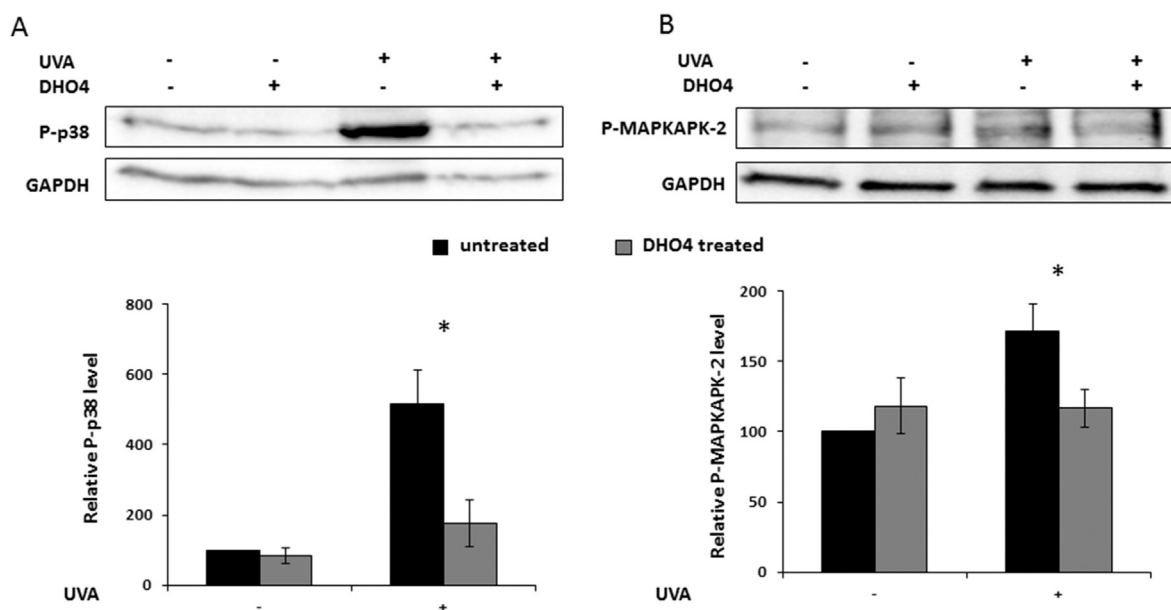 A
UVA - - + +
DHO4 - + - +
P-p38
GAPDH
B
UVA - - + +
DHO4 - + - +
P-MAPKAPK-2
GAPDH
untreated DHO4 treated
Relative P-p38 level
800
600
400
200
0
*
UVA - +
Relative P-MAPKAPK-2 level
200
150
100
50
0
*
UVA - +